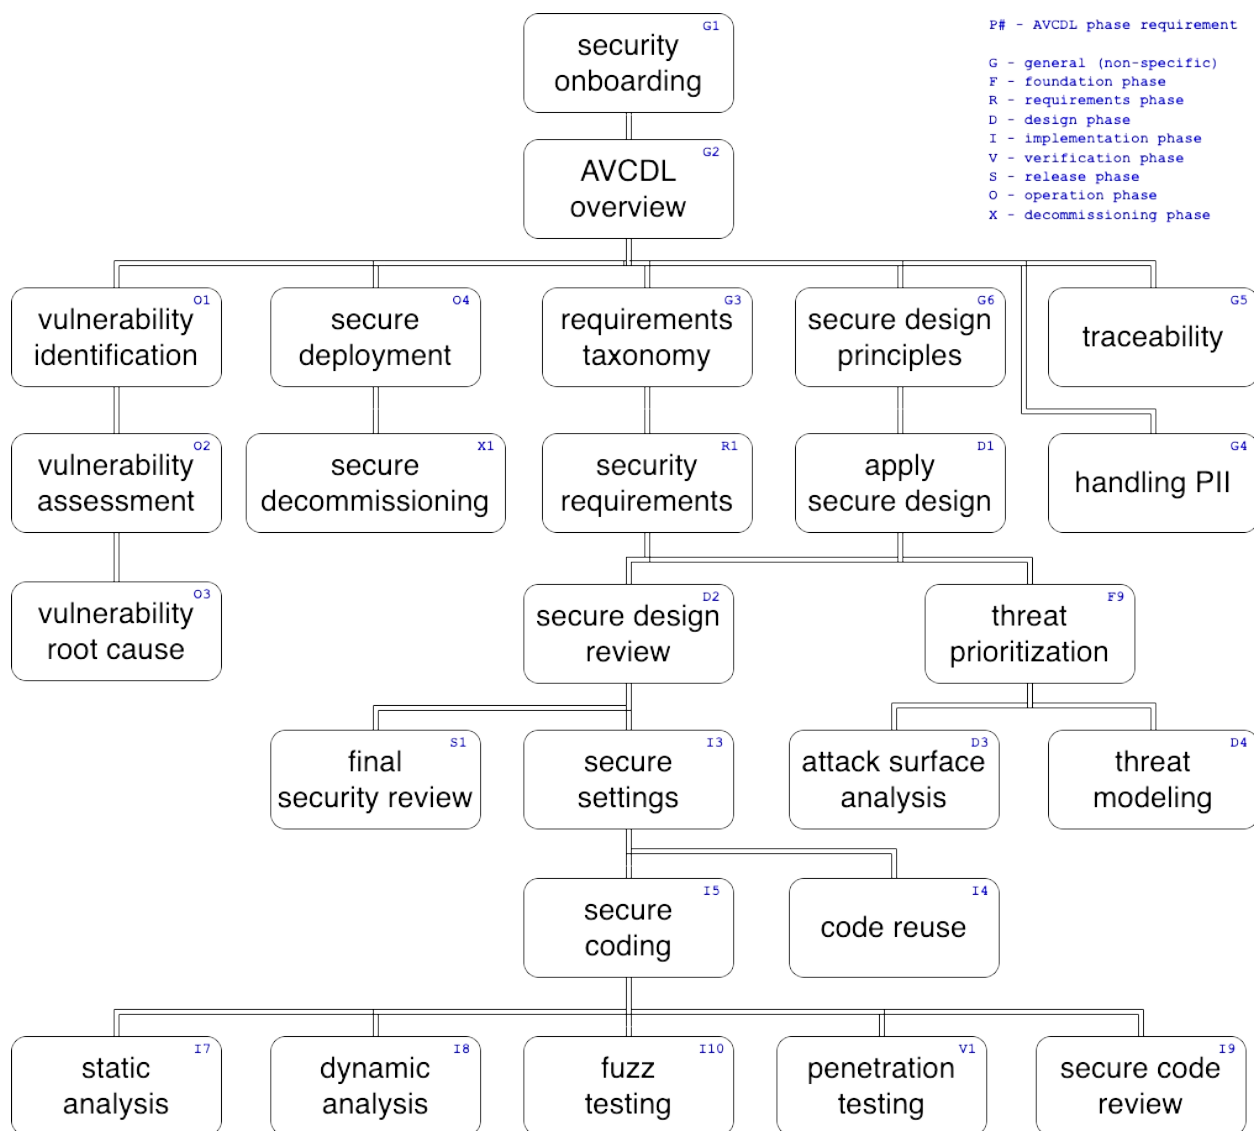 G1
security
onboarding
P# - AVCDL phase requirement
G - general (non-specific)
F - foundation phase
R - requirements phase
D - design phase
I - implementation phase
V - verification phase
S - release phase
O - operation phase
X - decommissioning phase
G2
AVCDL
overview
O1
vulnerability
identification
O4
secure
deployment
G3
requirements
taxonomy
G6
secure design
principles
G5
traceability
O2
vulnerability
assessment
X1
secure
decommissioning
R1
security
requirements
D1
apply
secure design
G4
handling PII
O3
vulnerability
root cause
D2
secure design
review
F9
threat
prioritization
S1
final
security review
I3
secure
settings
D3
attack surface
analysis
D4
threat
modeling
I5
secure
coding
I4
code reuse
I7
static
analysis
I8
dynamic
analysis
I10
fuzz
testing
V1
penetration
testing
I9
secure code
review